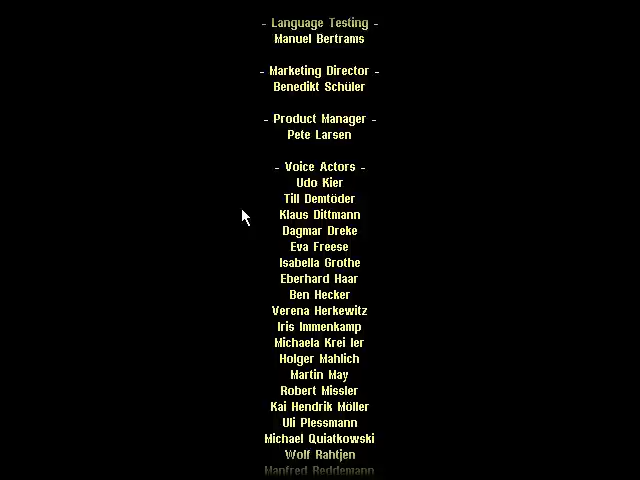 - Language Testing -
Manuel Bertrams
- Marketing Director -
Benedikt Schüler
- Product Manager -
Pete Larsen
- Voice Actors -
Udo Kier
Till Demtöder
Klaus Dittmann
Dagmar Dreke
Eva Freese
Isabella Grothe
Eberhard Haar
Ben Hecker
Verena Herkewitz
Iris Immenkamp
Michaela Krei ler
Holger Mahlich
Martin May
Robert Missler
Kai Hendrik Möller
Uli Plessmann
Michael Quiatkowski
Wolf Rahtjen
Manfred Reddemann